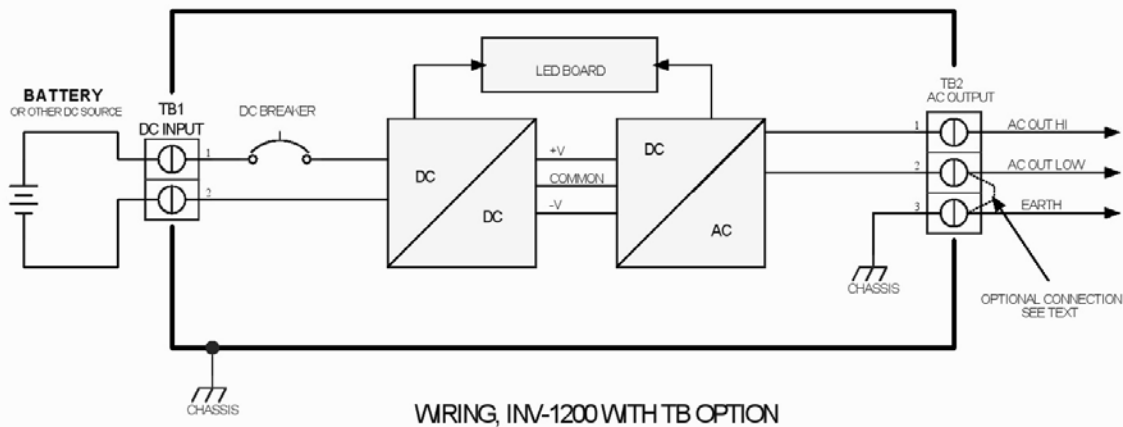 LED BOARD
BATTERY
OR OTHER DC SOURCE
TB1
DC INPUT
DC BREAKER
TB2
AC OUTPUT
1
2
DC
DC
+V
COMMON
-V
DC
AC
1
2
3
AC OUT HI
AC OUT LOW
EARTH
CHASSIS
OPTIONAL CONNECTION
SEE TEXT
CHASSIS
WIRING, INV-1200 WITH TB OPTION